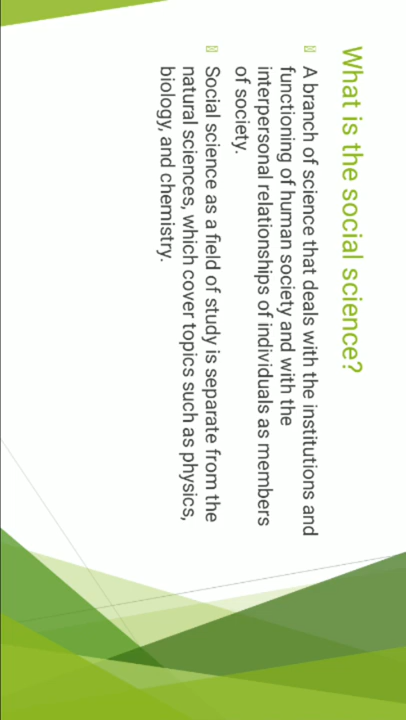 What is the social science?
A branch of science that deals with the institutions and
functioning of human society and with the
interpersonal relationships of individuals as members
of society.
Social science as a field of study is separate from the
natural sciences, which cover topics such as physics,
biology, and chemistry.